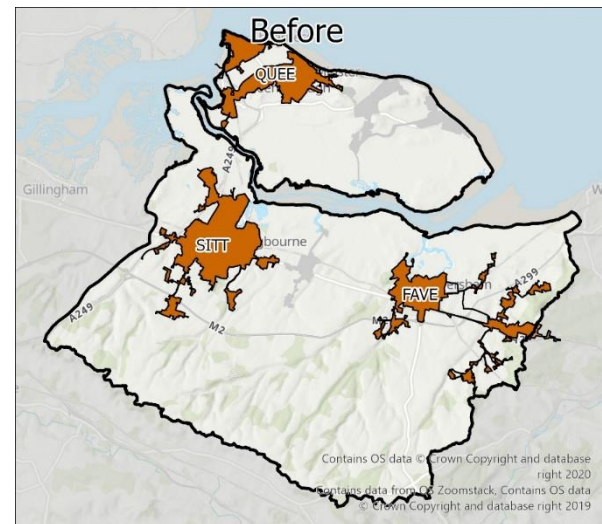 Before
QUEE
A249
Gillingham
SITT
bourne
FAVE
ersham
A299
A249
M2
Contains OS data © Crown Copyright and database
right 2020
Contains data from OS Zoomstack, Contains OS data
© Crown Copyright and database right 2019